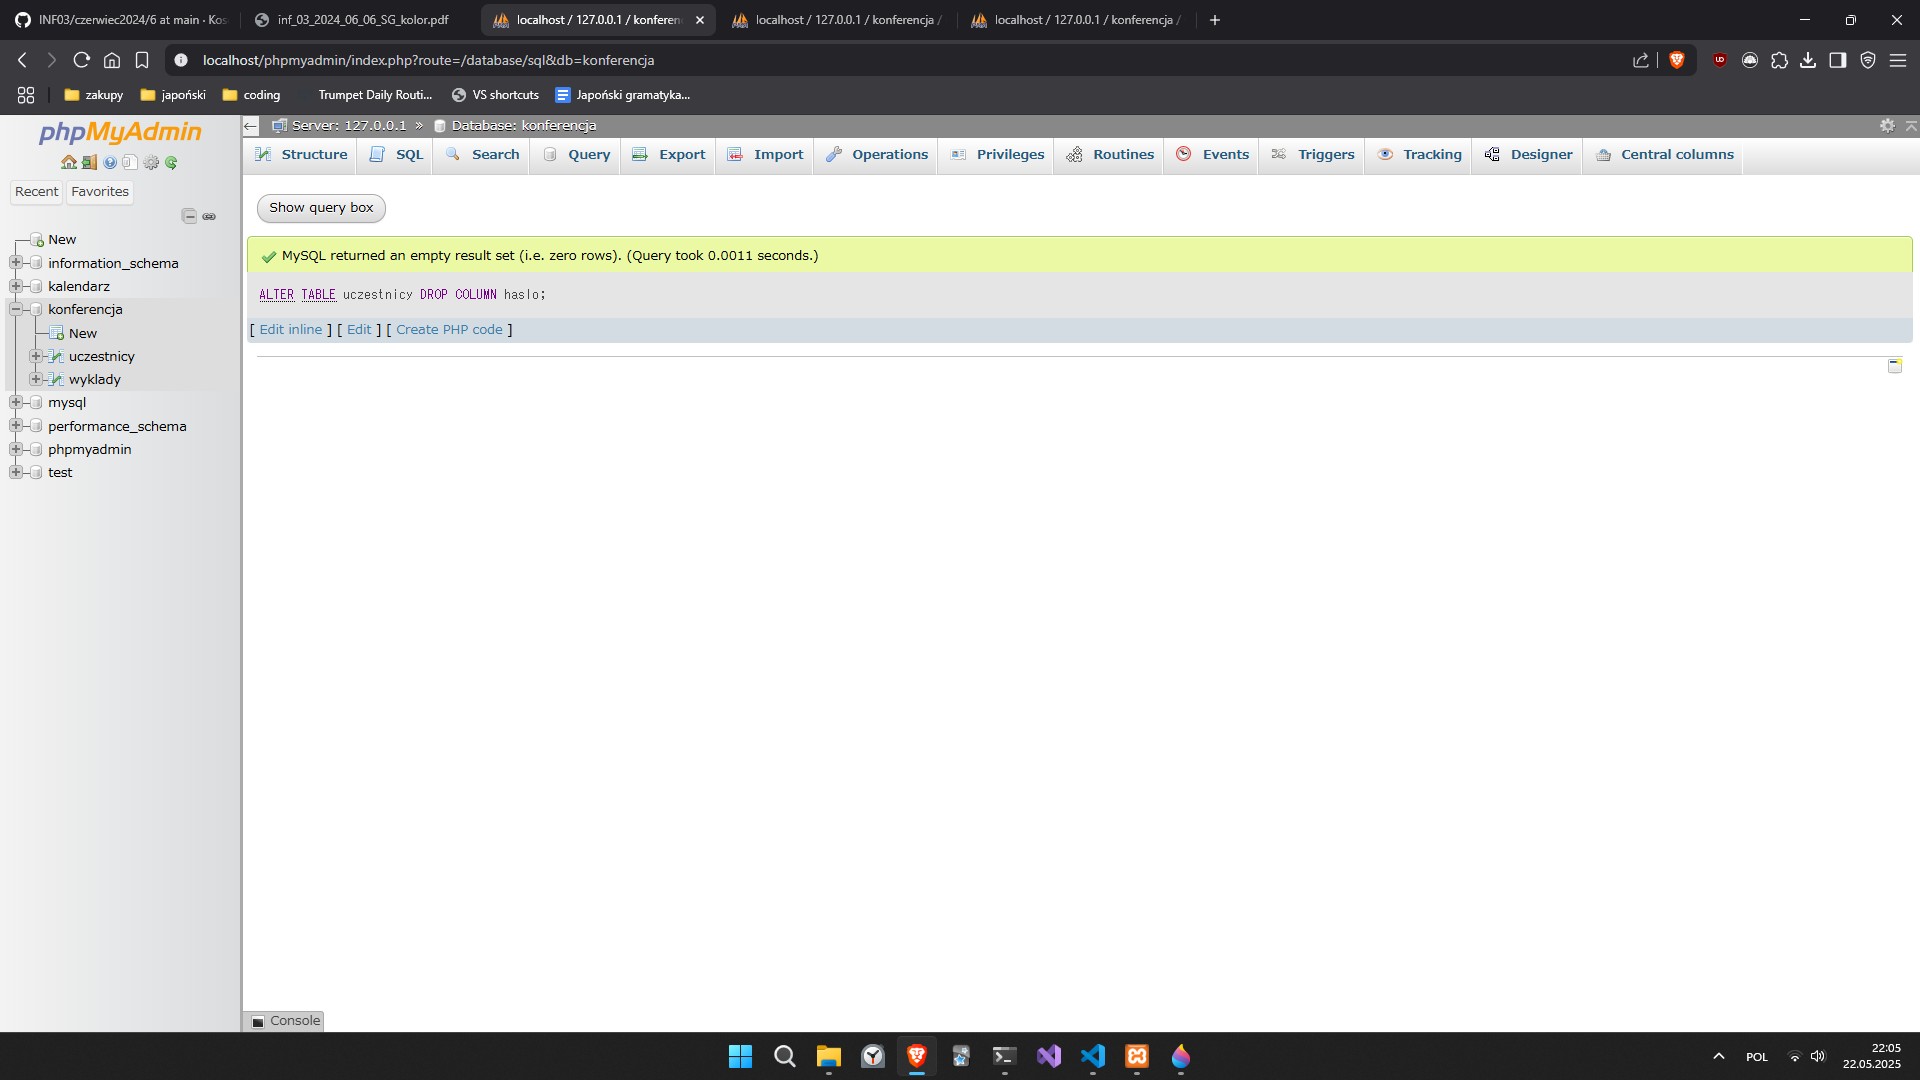 INF03/czerwiec2024/6 at main · Kos
inf_03_2024_06_06_SG_kolor.pdf
localhost / 127.0.0.1 / konferen
localhost / 127.0.0.1 / konferencja /
localhost / 127.0.0.1 / konferencja /
localhost/phpmyadmin/index.php?route=/database/sql&db=konferencja
zakupy
japoński
coding
Trumpet Daily Routi...
VS shortcuts
Japoński gramatyka...
phpMyAdmin
Recent
Favorites
New
information_schema
kalendarz
konferencja
New
uczestnicy
wyklady
mysql
performance_schema
phpmyadmin
test
Server: 127.0.0.1 » Database: konferencja
Structure
SQL
Search
Query
Export
Import
Operations
Privileges
Routines
Events
Triggers
Tracking
Designer
Central columns
Show query box
MySQL returned an empty result set (i.e. zero rows). (Query took 0.0011 seconds.)
ALTER TABLE uczestnicy DROP COLUMN haslo;
[ Edit inline ] [ Edit ] [ Create PHP code ]
Console
POL
22:05
22.05.2025